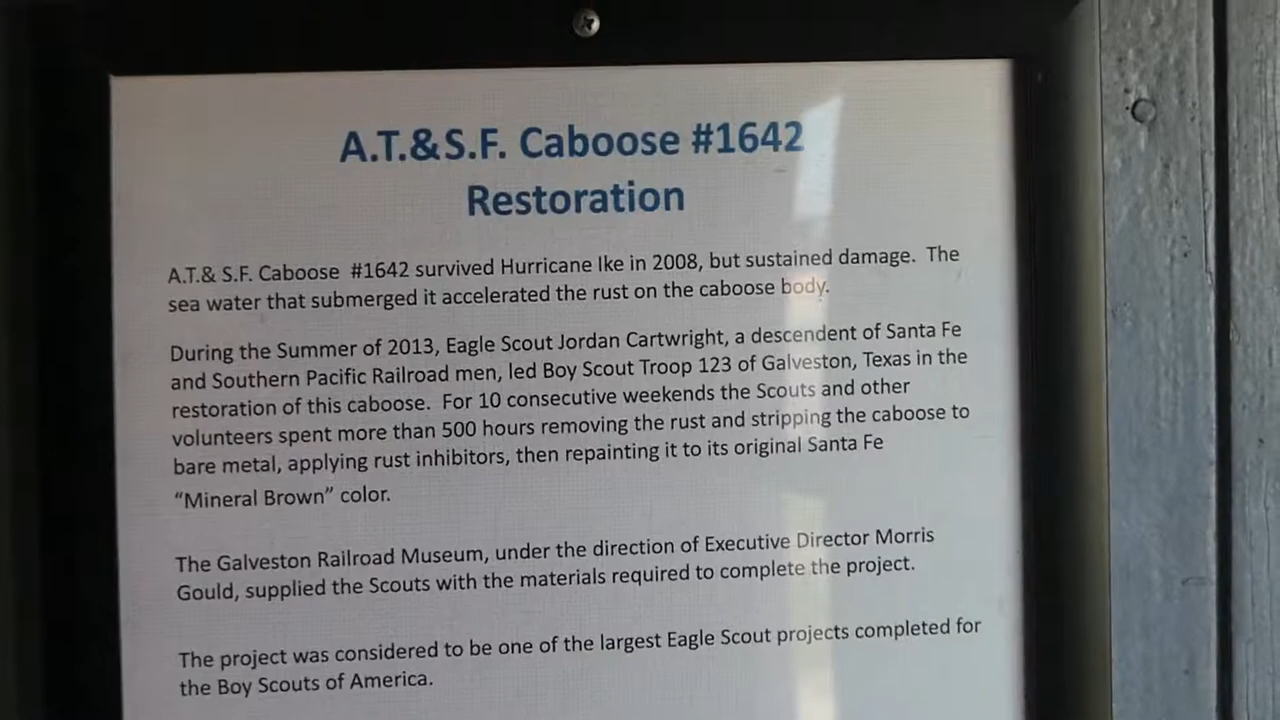 A.T.&S.F. Caboose #1642
Restoration
A.T.& S.F. Caboose  #1642 survived Hurricane Ike in 2008, but sustained damage.  The
sea water that submerged it accelerated the rust on the caboose body.
During the Summer of 2013, Eagle Scout Jordan Cartwright, a descendent of Santa Fe
and Southern Pacific Railroad men, led Boy Scout Troop 123 of Galveston, Texas in the
restoration of this caboose.  For 10 consecutive weekends the Scouts and other
volunteers spent more than 500 hours removing the rust and stripping the caboose to
bare metal, applying rust inhibitors, then repainting it to its original Santa Fe
“Mineral Brown” color.
The Galveston Railroad Museum, under the direction of Executive Director Morris
Gould, supplied the Scouts with the materials required to complete the project.
The project was considered to be one of the largest Eagle Scout projects completed for
the Boy Scouts of America.